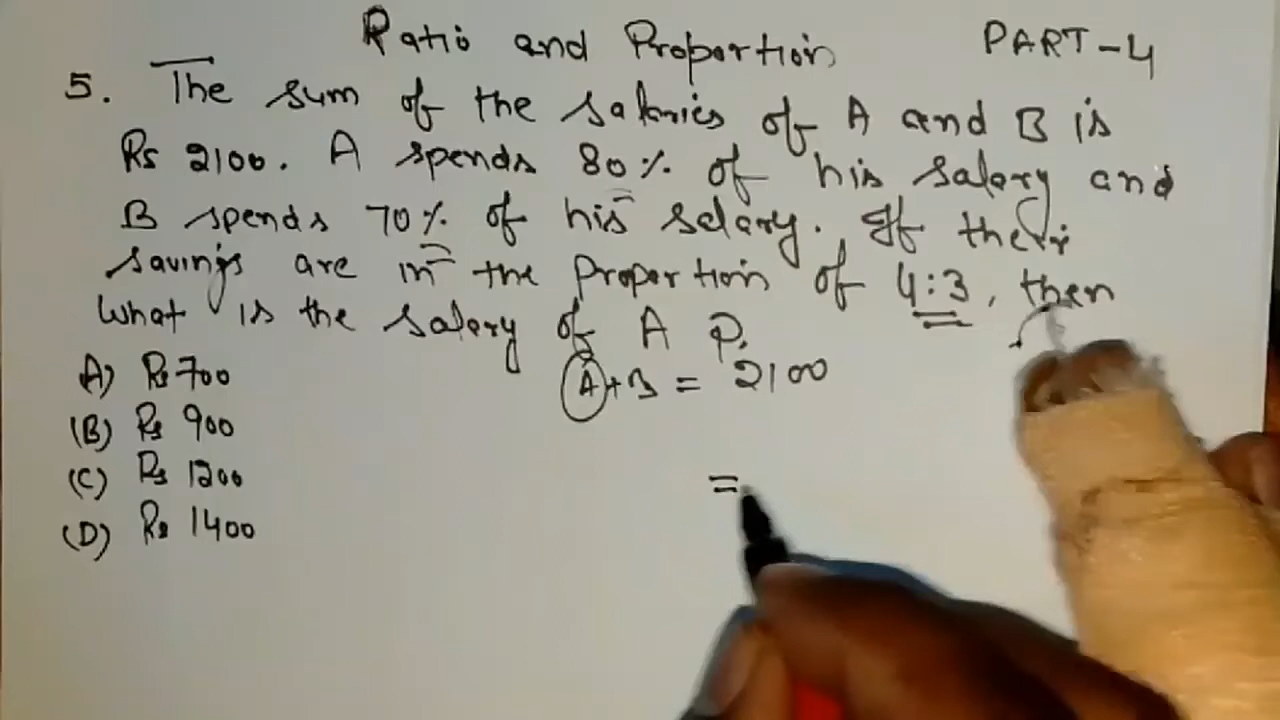 Ratio and Proportion PART-4
5. The sum of the salaries of A and B is
Rs 2100. A spends 80% of his salary and
B spends 70% of his salary. If their
savings are in the proportion of 4:3, then
What is the salary of A ?
A+B = 2100
A) Rs 700
(B) Rs 900
(C) Rs 1200
(D) Rs 1400
=